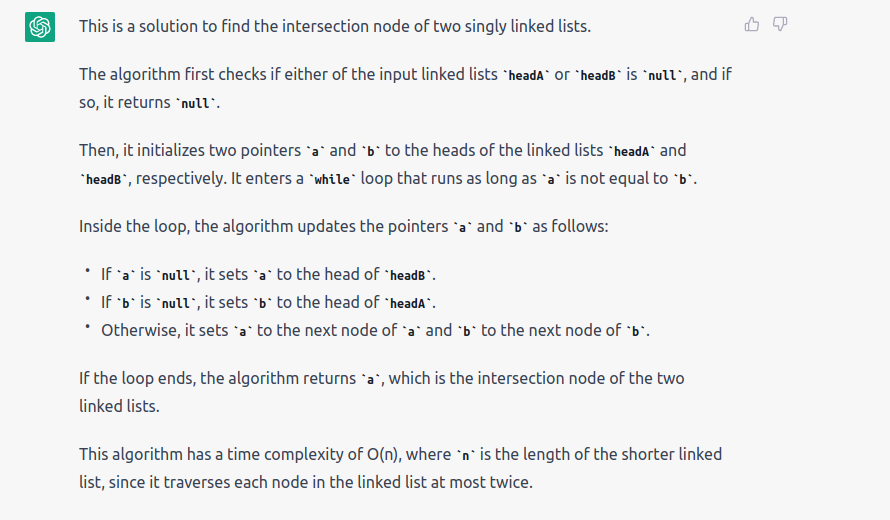 This is a solution to find the intersection node of two singly linked lists.
The algorithm first checks if either of the input linked lists `headA` or `headB` is `null`, and if
so, it returns `null`.
Then, it initializes two pointers `a` and `b` to the heads of the linked lists `headA` and
`headB`, respectively. It enters a `while` loop that runs as long as `a` is not equal to `b`.
Inside the loop, the algorithm updates the pointers `a` and `b` as follows:
• If `a` is `null`, it sets `a` to the head of `headB`.
• If `b` is `null`, it sets `b` to the head of `headA`.
• Otherwise, it sets `a` to the next node of `a` and `b` to the next node of `b`.
If the loop ends, the algorithm returns `a`, which is the intersection node of the two
linked lists.
This algorithm has a time complexity of O(n), where `n` is the length of the shorter linked
list, since it traverses each node in the linked list at most twice.